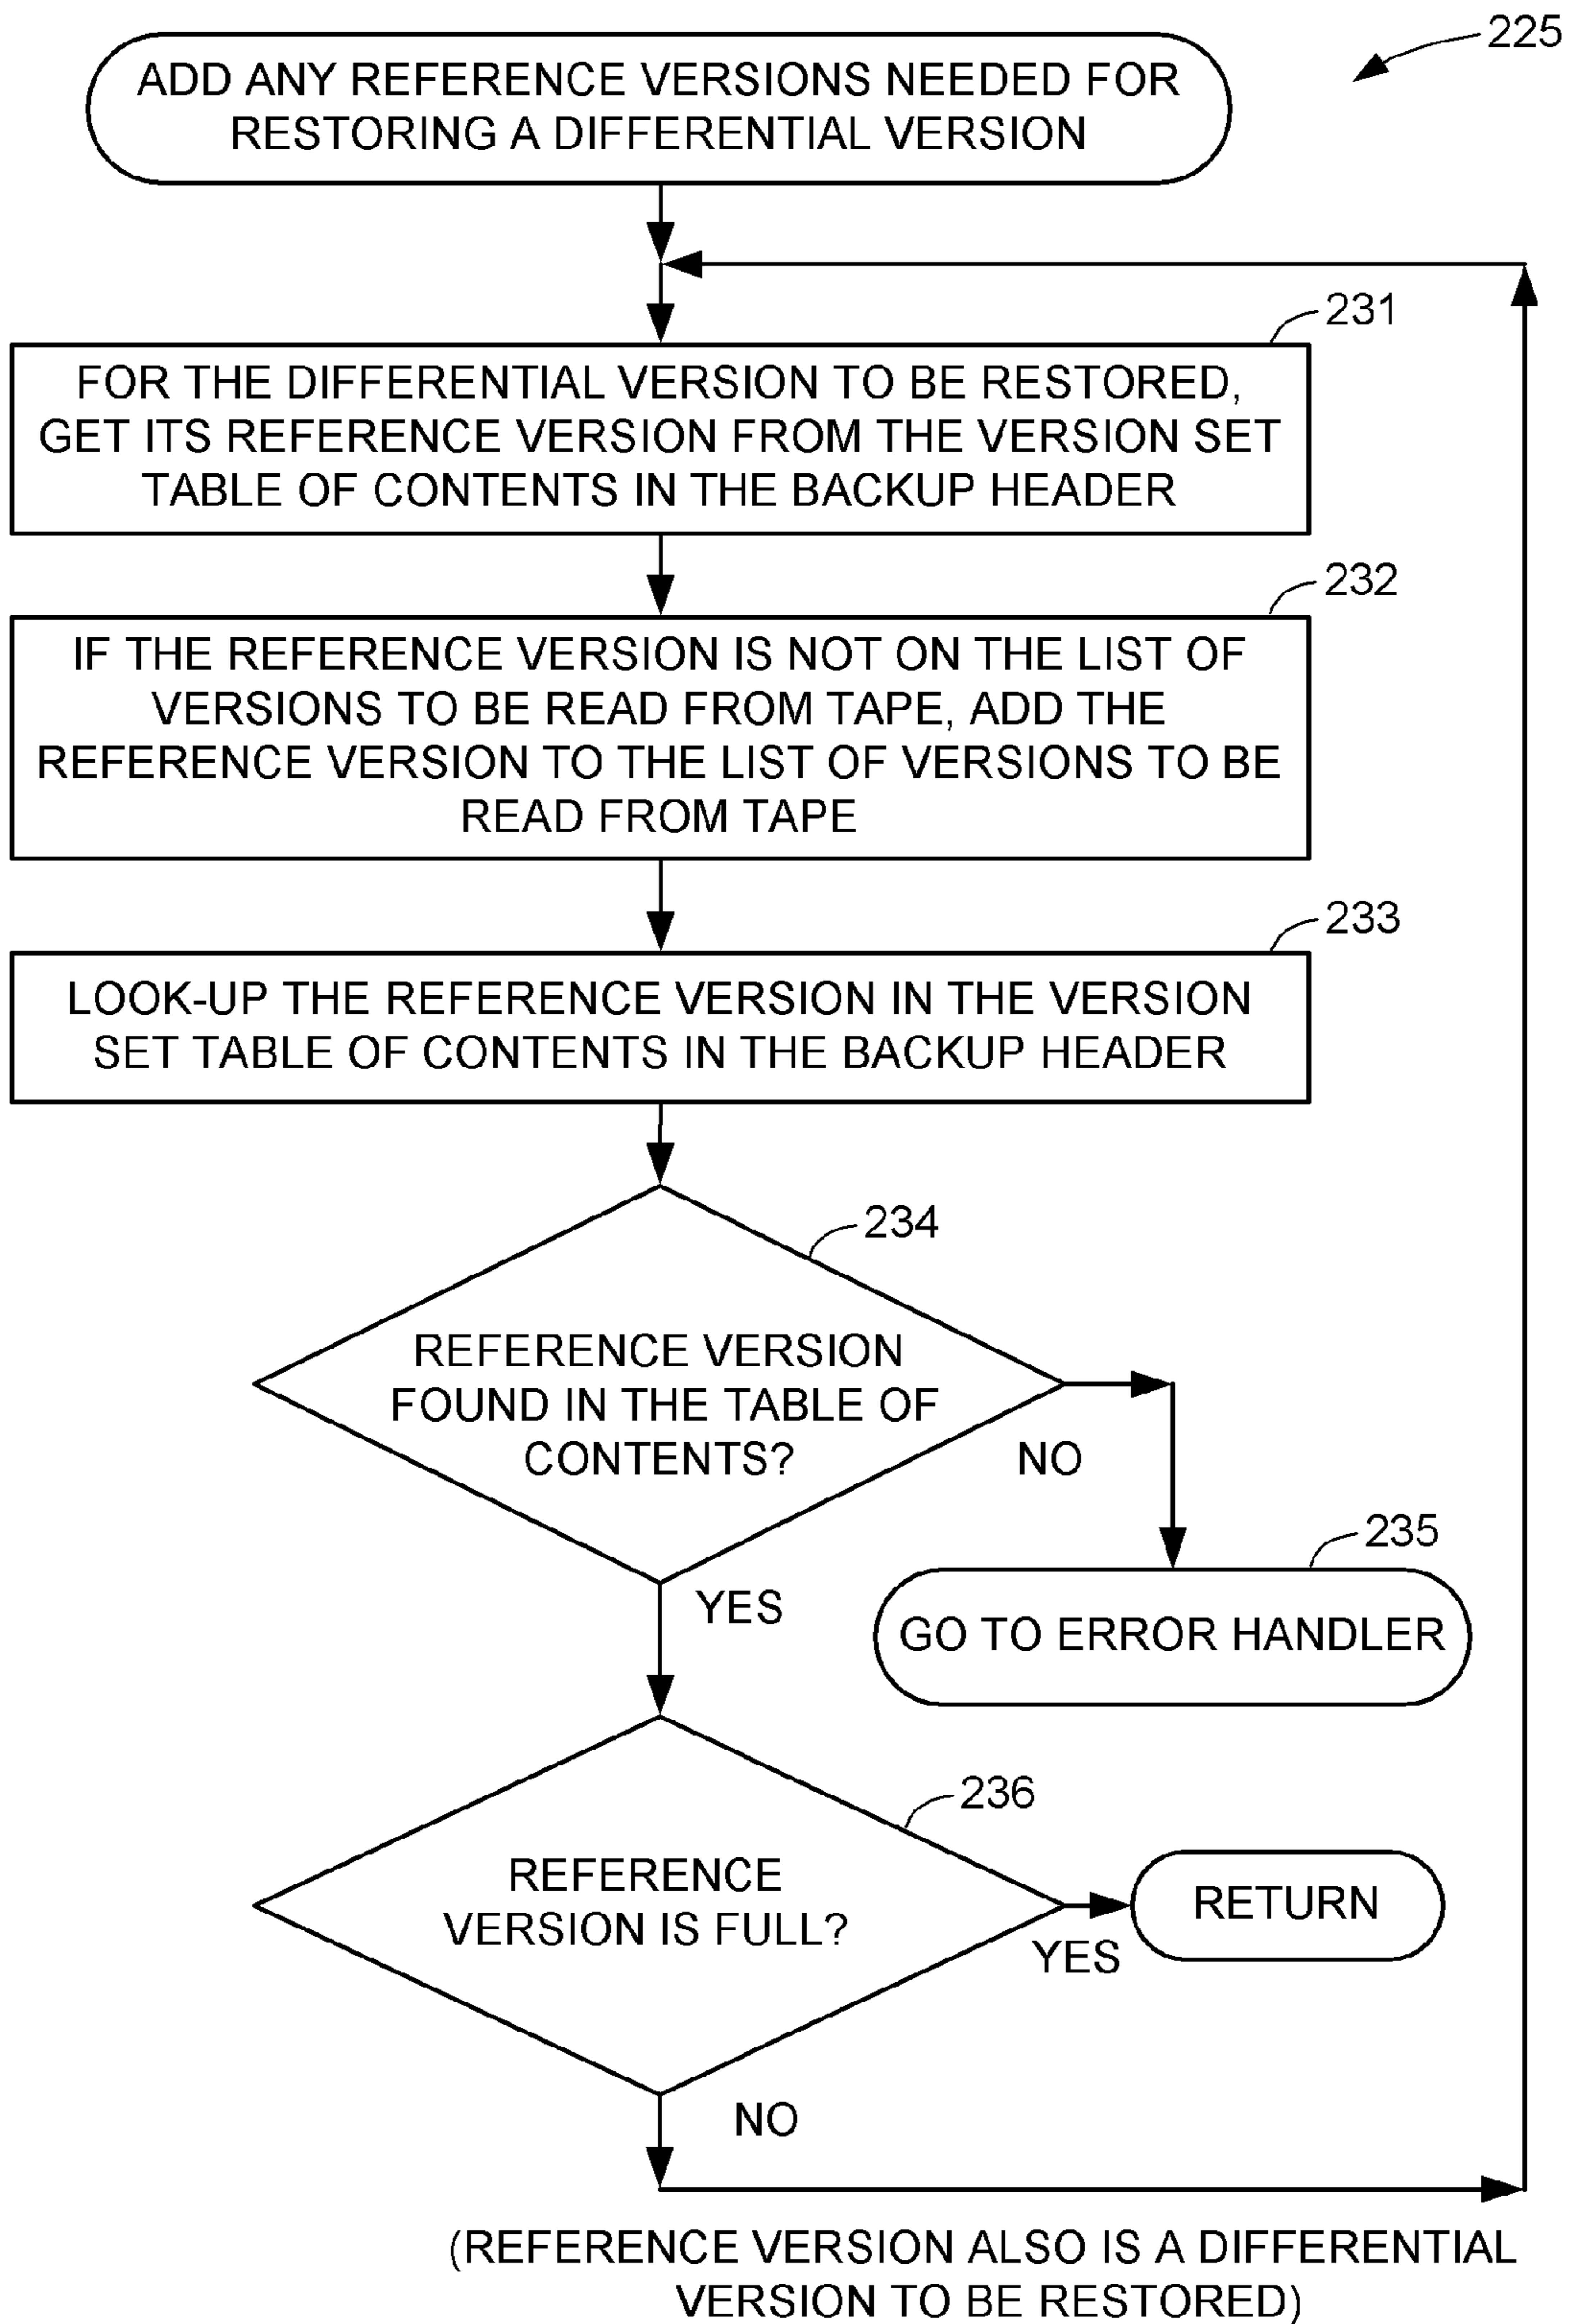 225
ADD ANY REFERENCE VERSIONS NEEDED FOR
RESTORING A DIFFERENTIAL VERSION
231
FOR THE DIFFERENTIAL VERSION TO BE RESTORED,
GET ITS REFERENCE VERSION FROM THE VERSION SET
TABLE OF CONTENTS IN THE BACKUP HEADER
232
IF THE REFERENCE VERSION IS NOT ON THE LIST OF
VERSIONS TO BE READ FROM TAPE, ADD THE
REFERENCE VERSION TO THE LIST OF VERSIONS TO BE
READ FROM TAPE
233
LOOK-UP THE REFERENCE VERSION IN THE VERSION
SET TABLE OF CONTENTS IN THE BACKUP HEADER
234
REFERENCE VERSION
FOUND IN THE TABLE OF
CONTENTS?
NO
235
YES
GO TO ERROR HANDLER
236
REFERENCE
VERSION IS FULL?
RETURN
YES
NO
(REFERENCE VERSION ALSO IS A DIFFERENTIAL
VERSION TO BE RESTORED)